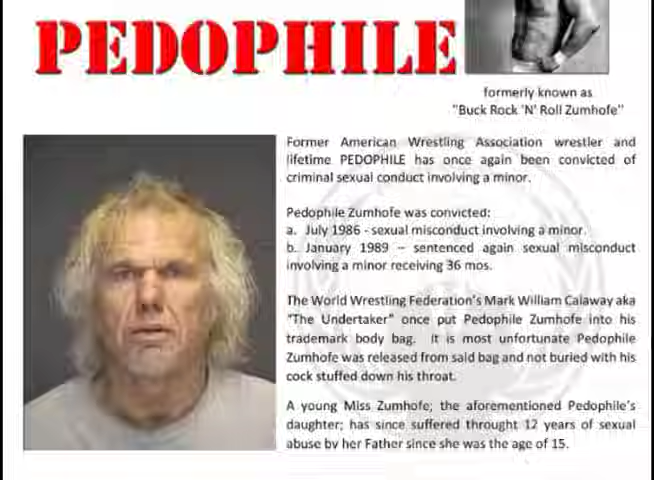 PEDOPHILE
formerly known as
"Buck Rock 'N' Roll Zumhofe"
Former American Wrestling Association wrestler and
lifetime PEDOPHILE has once again been convicted of
criminal sexual conduct involving a minor.
Pedophile Zumhofe was convicted:
a. July 1986 - sexual misconduct involving a minor.
b. January 1989 – sentenced again sexual misconduct
involving a minor receiving 36 mos.
The World Wrestling Federation's Mark William Calaway aka
"The Undertaker" once put Pedophile Zumhofe into his
trademark body bag. It is most unfortunate Pedophile
Zumhofe was released from said bag and not buried with his
cock stuffed down his throat.
A young Miss Zumhofe; the aforementioned Pedophile's
daughter; has since suffered throught 12 years of sexual
abuse by her Father since she was the age of 15.